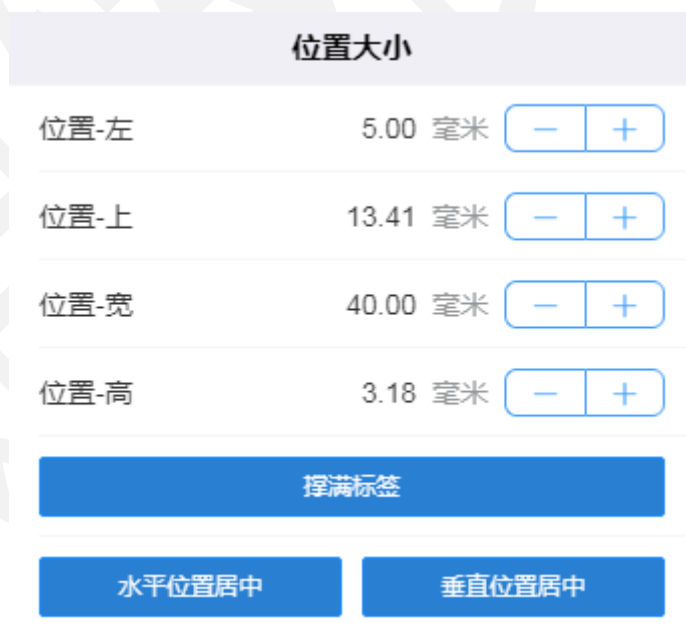 位置大小
位置-左 5.00 毫米 − +
位置-上 13.41 毫米 − +
位置-宽 40.00 毫米 − +
位置-高 3.18 毫米 − +
撑满标签
水平位置居中 垂直位置居中